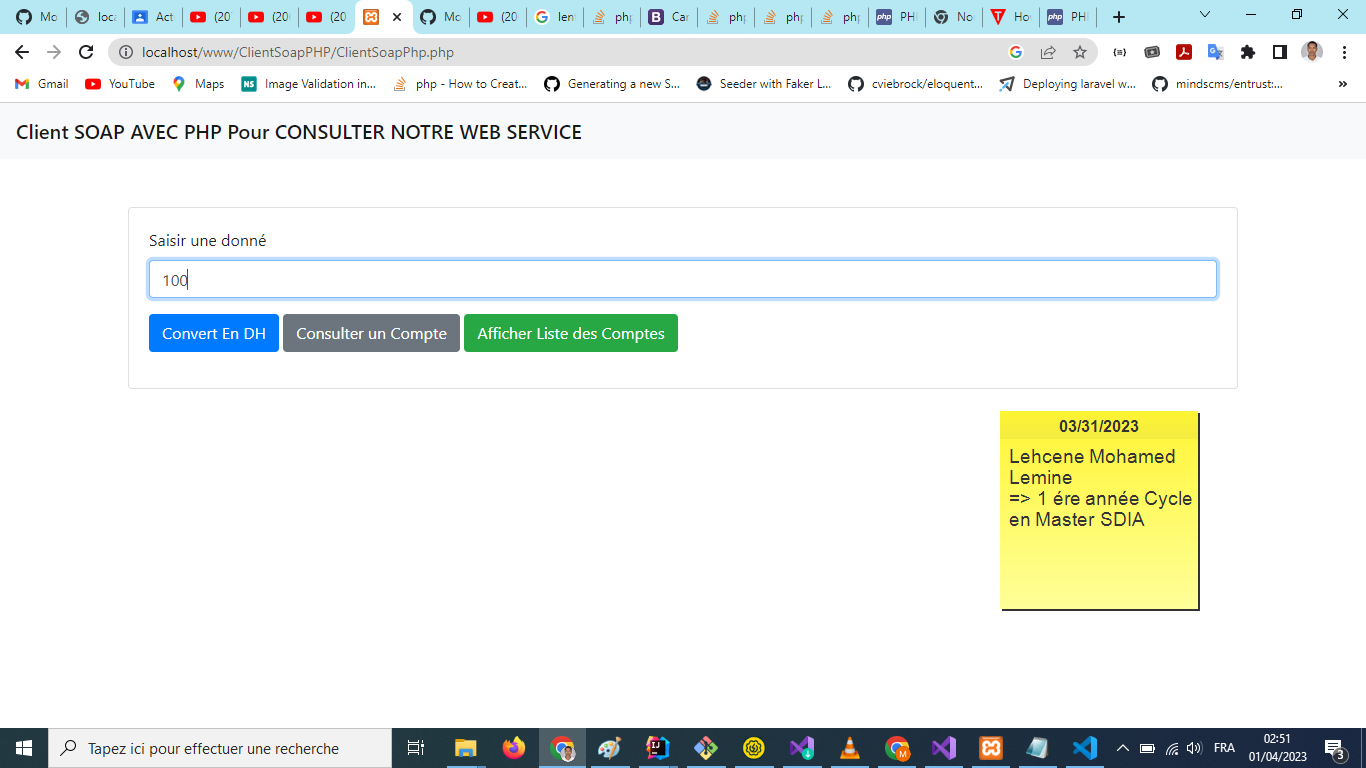 Mo
loca
Act
(20
(20
(20
Mo
(20
len
php
Car
php
php
php
PHI
No
Hov
PHI
localhost/www/ClientSoapPHP/ClientSoapPhp.php
Gmail
YouTube
Maps
NS
Image Validation in...
php - How to Creat...
Generating a new S...
Seeder with Faker L...
cviebrock/eloquent...
Deploying laravel w...
mindscms/entrust:...
»
Client SOAP AVEC PHP Pour CONSULTER NOTRE WEB SERVICE
Saisir une donné
100
Convert En DH
Consulter un Compte
Afficher Liste des Comptes
03/31/2023
Lehcene Mohamed
Lemine
=> 1 ére année Cycle
en Master SDIA
Tapez ici pour effectuer une recherche
FRA
02:51
01/04/2023
3